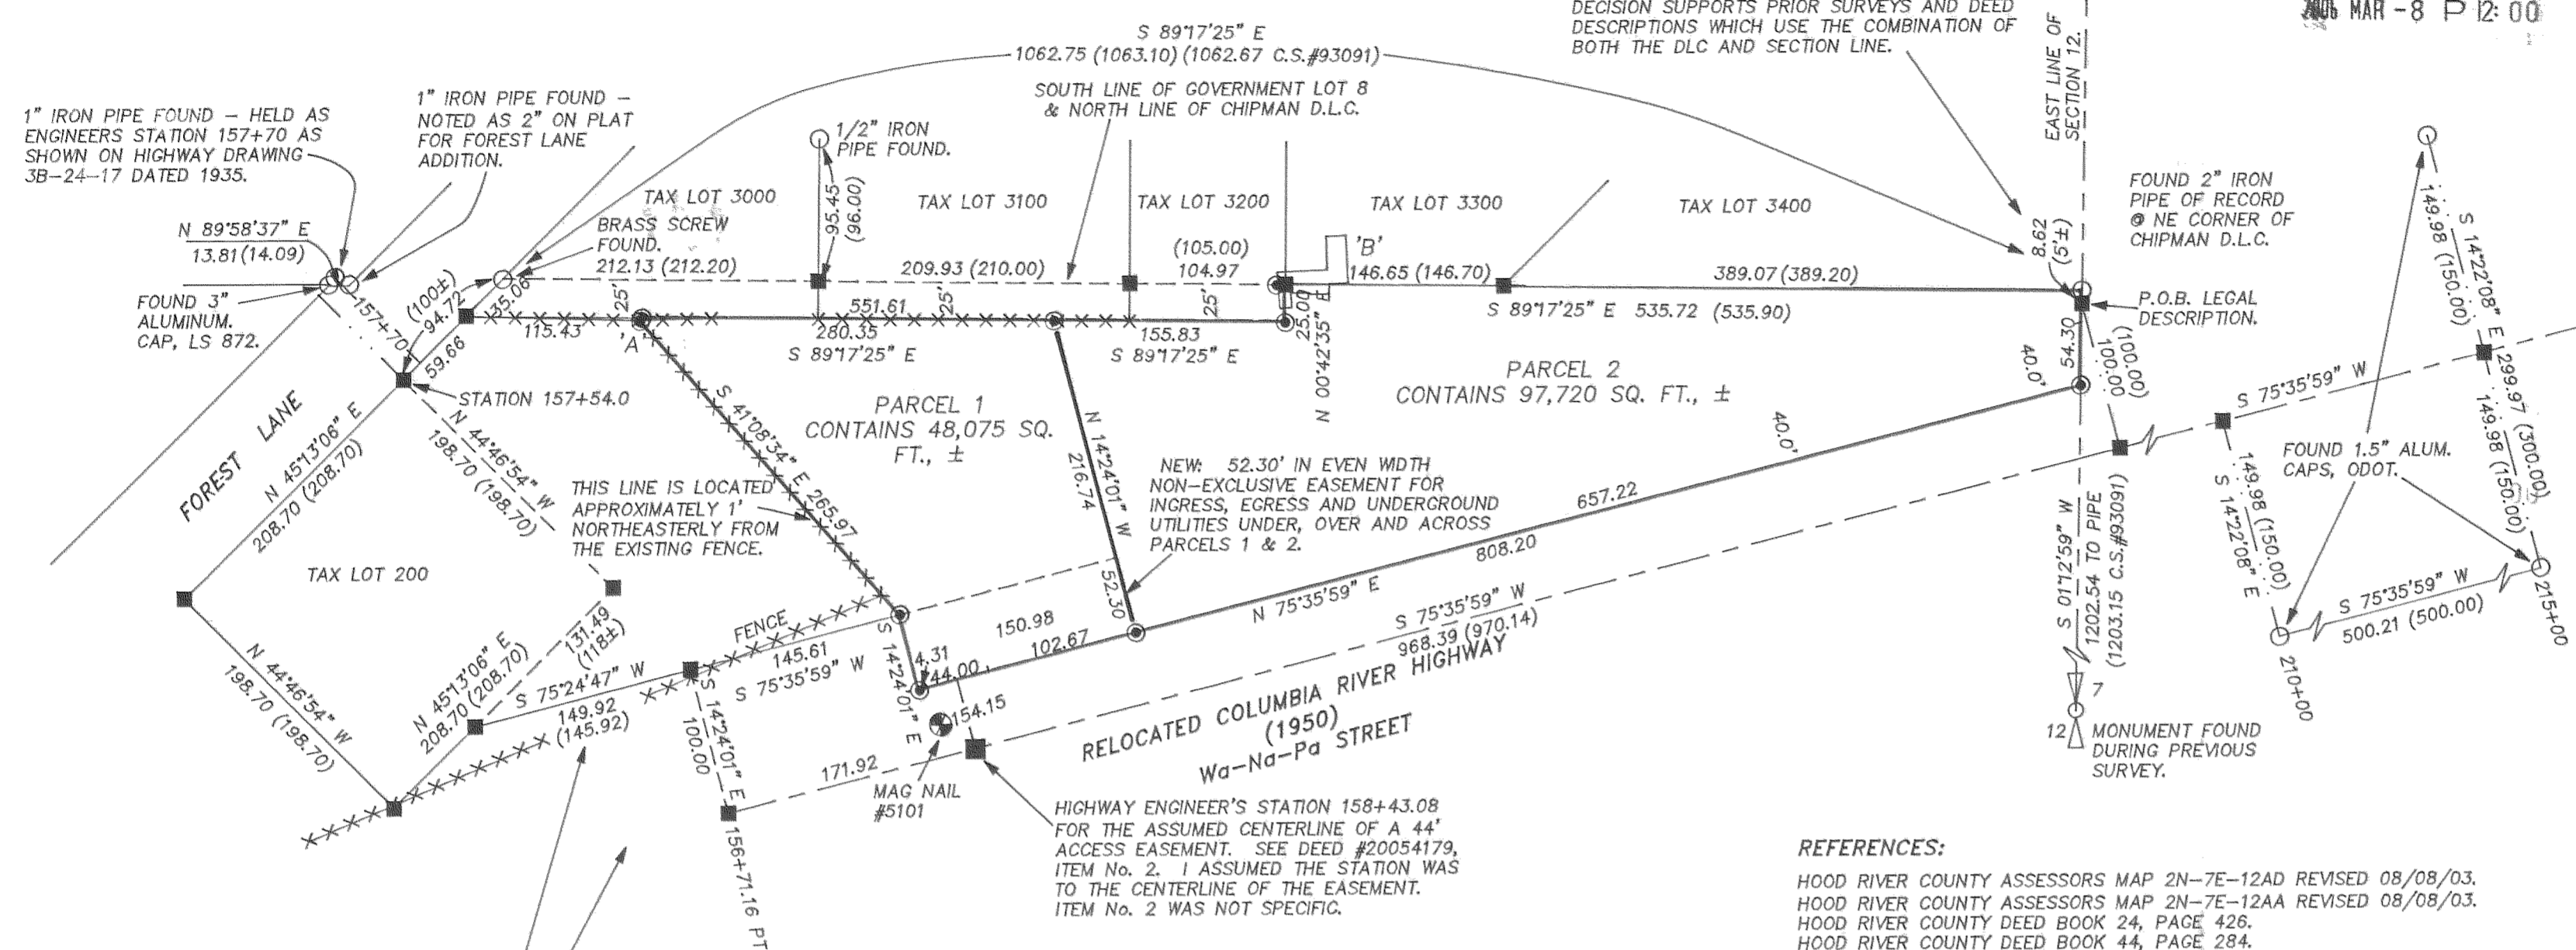 DECISION SUPPORTS PRIOR SURVEYS AND DEED
DESCRIPTIONS WHICH USE THE COMBINATION OF
BOTH THE DLC AND SECTION LINE.
MAR -8 P 12: 00
S 89°17'25" E
1062.75 (1063.10) (1062.67 C.S.#93091)
SOUTH LINE OF GOVERNMENT LOT 8
& NORTH LINE OF CHIPMAN D.L.C.
EAST LINE OF
SECTION 12.
1" IRON PIPE FOUND - HELD AS
ENGINEERS STATION 157+70 AS
SHOWN ON HIGHWAY DRAWING
3B-24-17 DATED 1935.
1" IRON PIPE FOUND -
NOTED AS 2" ON PLAT
FOR FOREST LANE
ADDITION.
1/2" IRON
PIPE FOUND.
95.45
(96.00)
TAX LOT 3000
TAX LOT 3100
TAX LOT 3200
TAX LOT 3300
TAX LOT 3400
BRASS SCREW
FOUND.
FOUND 2" IRON
PIPE OF RECORD
@ NE CORNER OF
CHIPMAN D.L.C.
N 89°58'37" E
13.81(14.09)
FOUND 3"
ALUMINUM.
CAP, LS 872.
157+70
(100±)
94.72
35.06
59.66
212.13 (212.20)
209.93 (210.00)
(105.00)
104.97
'B'
146.65 (146.70)
389.07 (389.20)
8.62
(5'±)
P.O.B. LEGAL
DESCRIPTION.
25'
25'
25'
115.43
'A'
551.61
280.35
S 89°17'25" E
155.83
S 89°17'25" E
25.00
N 00°42'35" E
S 89°17'25" E 535.72 (535.90)
54.30
40.0'
(100.00)
100.00
STATION 157+54.0
FOREST LANE
N 45°13'06" E
208.70 (208.70)
N 44°46'54" W
198.70 (198.70)
S 41°08'34" E 265.97
PARCEL 1
CONTAINS 48,075 SQ.
FT., ±
N 14°24'01" W
216.74
52.30
PARCEL 2
CONTAINS 97,720 SQ. FT., ±
40.0'
THIS LINE IS LOCATED
APPROXIMATELY 1'
NORTHEASTERLY FROM
THE EXISTING FENCE.
NEW: 52.30' IN EVEN WIDTH
NON-EXCLUSIVE EASEMENT FOR
INGRESS, EGRESS AND UNDERGROUND
UTILITIES UNDER, OVER AND ACROSS
PARCELS 1 & 2.
657.22
808.20
N 75°35'59" E
S 75°35'59" W
968.39 (970.14)
TAX LOT 200
131.49
(118±)
N 45°13'06" E
208.70 (208.70)
N 44°46'54" W
198.70 (198.70)
FENCE
S 75°24'47" W
149.92
(145.92)
145.61
S 75°35'59" W
150.98
102.67
4.31
44.00
S 14°24'01" E
154.15
S 14°24'01" E
100.00
171.92
156+71.16 PT
MAG NAIL
#5101
RELOCATED COLUMBIA RIVER HIGHWAY
(1950)
Wa-Na-Pa STREET
HIGHWAY ENGINEER'S STATION 158+43.08
FOR THE ASSUMED CENTERLINE OF A 44'
ACCESS EASEMENT. SEE DEED #20054179,
ITEM No. 2. I ASSUMED THE STATION WAS
TO THE CENTERLINE OF THE EASEMENT.
ITEM No. 2 WAS NOT SPECIFIC.
S 01°12'59" W
1202.54 TO PIPE
(1203.15 C.S.#93091)
7
12
MONUMENT FOUND
DURING PREVIOUS
SURVEY.
S 75°35'59" W
149.98 (150.00)
S 14°22'08" E
S 14°22'08" E
149.98 (150.00)
299.97 (300.00)
149.98 (150.00)
FOUND 1.5" ALUM.
CAPS, ODOT.
S 75°35'59" W
500.21 (500.00)
210+00
215+00
REFERENCES:
HOOD RIVER COUNTY ASSESSORS MAP 2N-7E-12AD REVISED 08/08/03.
HOOD RIVER COUNTY ASSESSORS MAP 2N-7E-12AA REVISED 08/08/03.
HOOD RIVER COUNTY DEED BOOK 24, PAGE 426.
HOOD RIVER COUNTY DEED BOOK 44, PAGE 284.